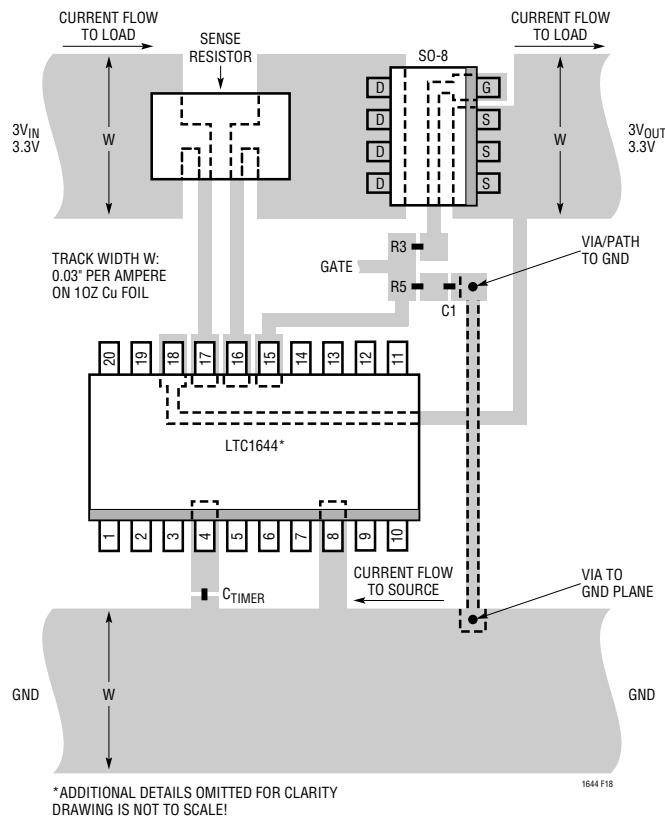 CURRENT FLOW
TO LOAD
SENSE
RESISTOR
SO-8
CURRENT FLOW
TO LOAD
3VIN
3.3V
W
D
D
D
D
G
S
S
S
W
3VOUT
3.3V
TRACK WIDTH W:
0.03" PER AMPERE
ON 1OZ Cu FOIL
R3
GATE
R5
C1
VIA/PATH
TO GND
20
19
18
17
16
15
14
13
12
11
LTC1644*
1
2
3
4
5
6
7
8
9
10
CTIMER
CURRENT FLOW
TO SOURCE
VIA TO
GND PLANE
GND
W
GND
*ADDITIONAL DETAILS OMITTED FOR CLARITY
DRAWING IS NOT TO SCALE!
1644 F18